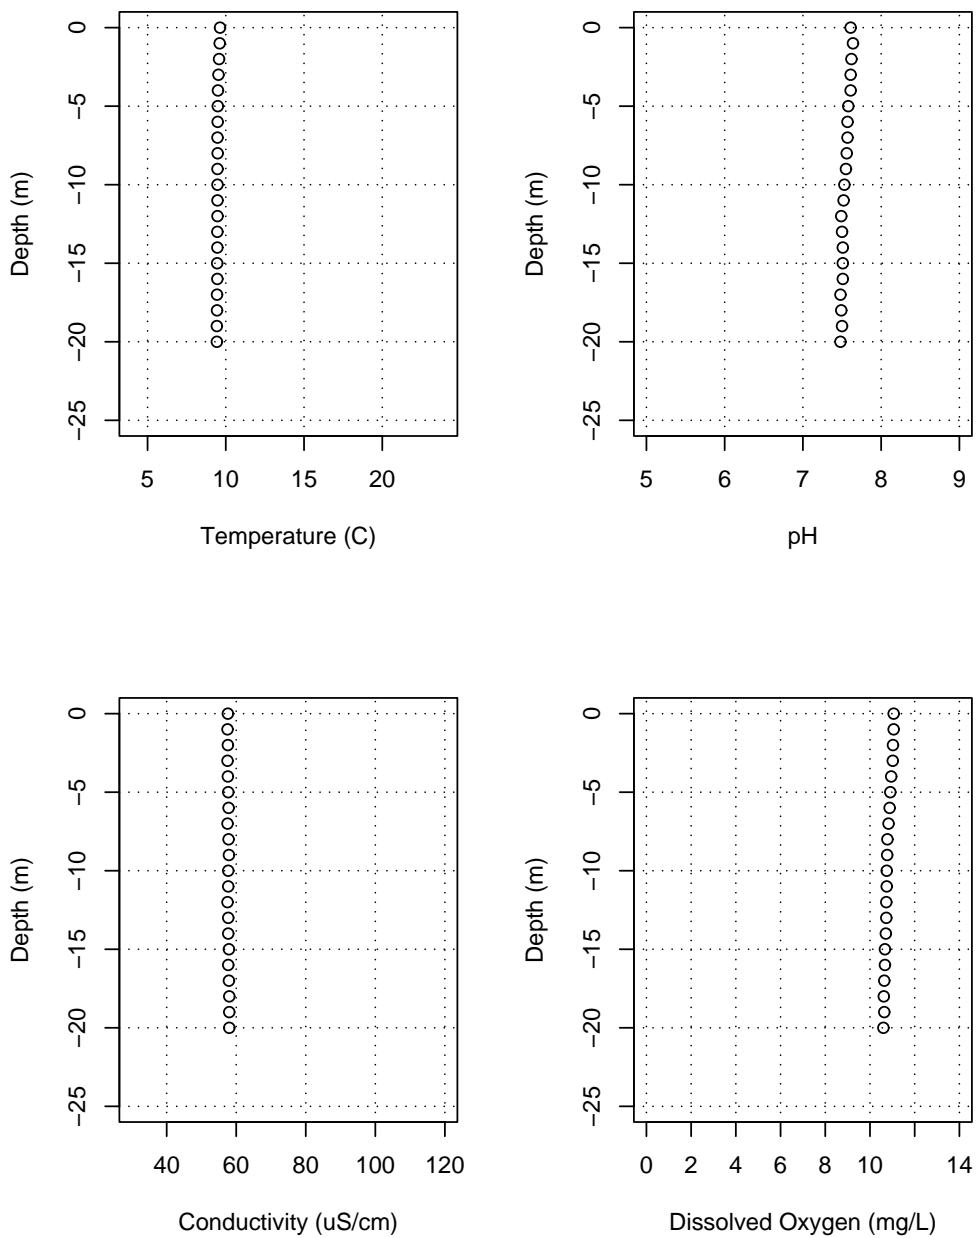 0
−5
−10
−15
−20
−25
Depth (m)
5 10 15 20
Temperature (C)
0
−5
−10
−15
−20
−25
Depth (m)
5 6 7 8 9
pH
0
−5
−10
−15
−20
−25
Depth (m)
40 60 80 100 120
Conductivity (uS/cm)
0
−5
−10
−15
−20
−25
Depth (m)
0 2 4 6 8 10 14
Dissolved Oxygen (mg/L)